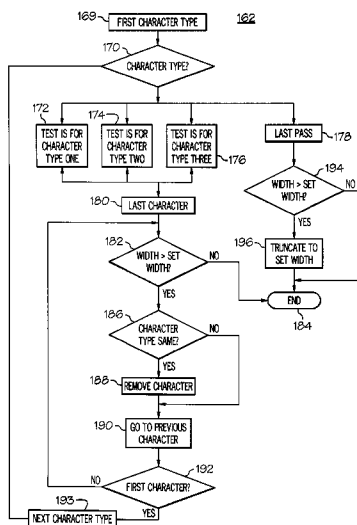 169
FIRST CHARACTER TYPE
162
170
CHARACTER TYPE?
172
TEST IS FOR
CHARACTER
TYPE ONE
174
TEST IS FOR
CHARACTER
TYPE TWO
TEST IS FOR
CHARACTER
TYPE THREE
176
LAST PASS
178
194
WIDTH > SET
WIDTH?
NO
YES
196
TRUNCATE TO
SET WIDTH
END
184
180
LAST CHARACTER
182
WIDTH > SET
WIDTH?
NO
YES
186
CHARACTER
TYPE SAME?
NO
YES
188
REMOVE CHARACTER
190
GO TO PREVIOUS
CHARACTER
192
FIRST CHARACTER?
NO
YES
193
NEXT CHARACTER TYPE